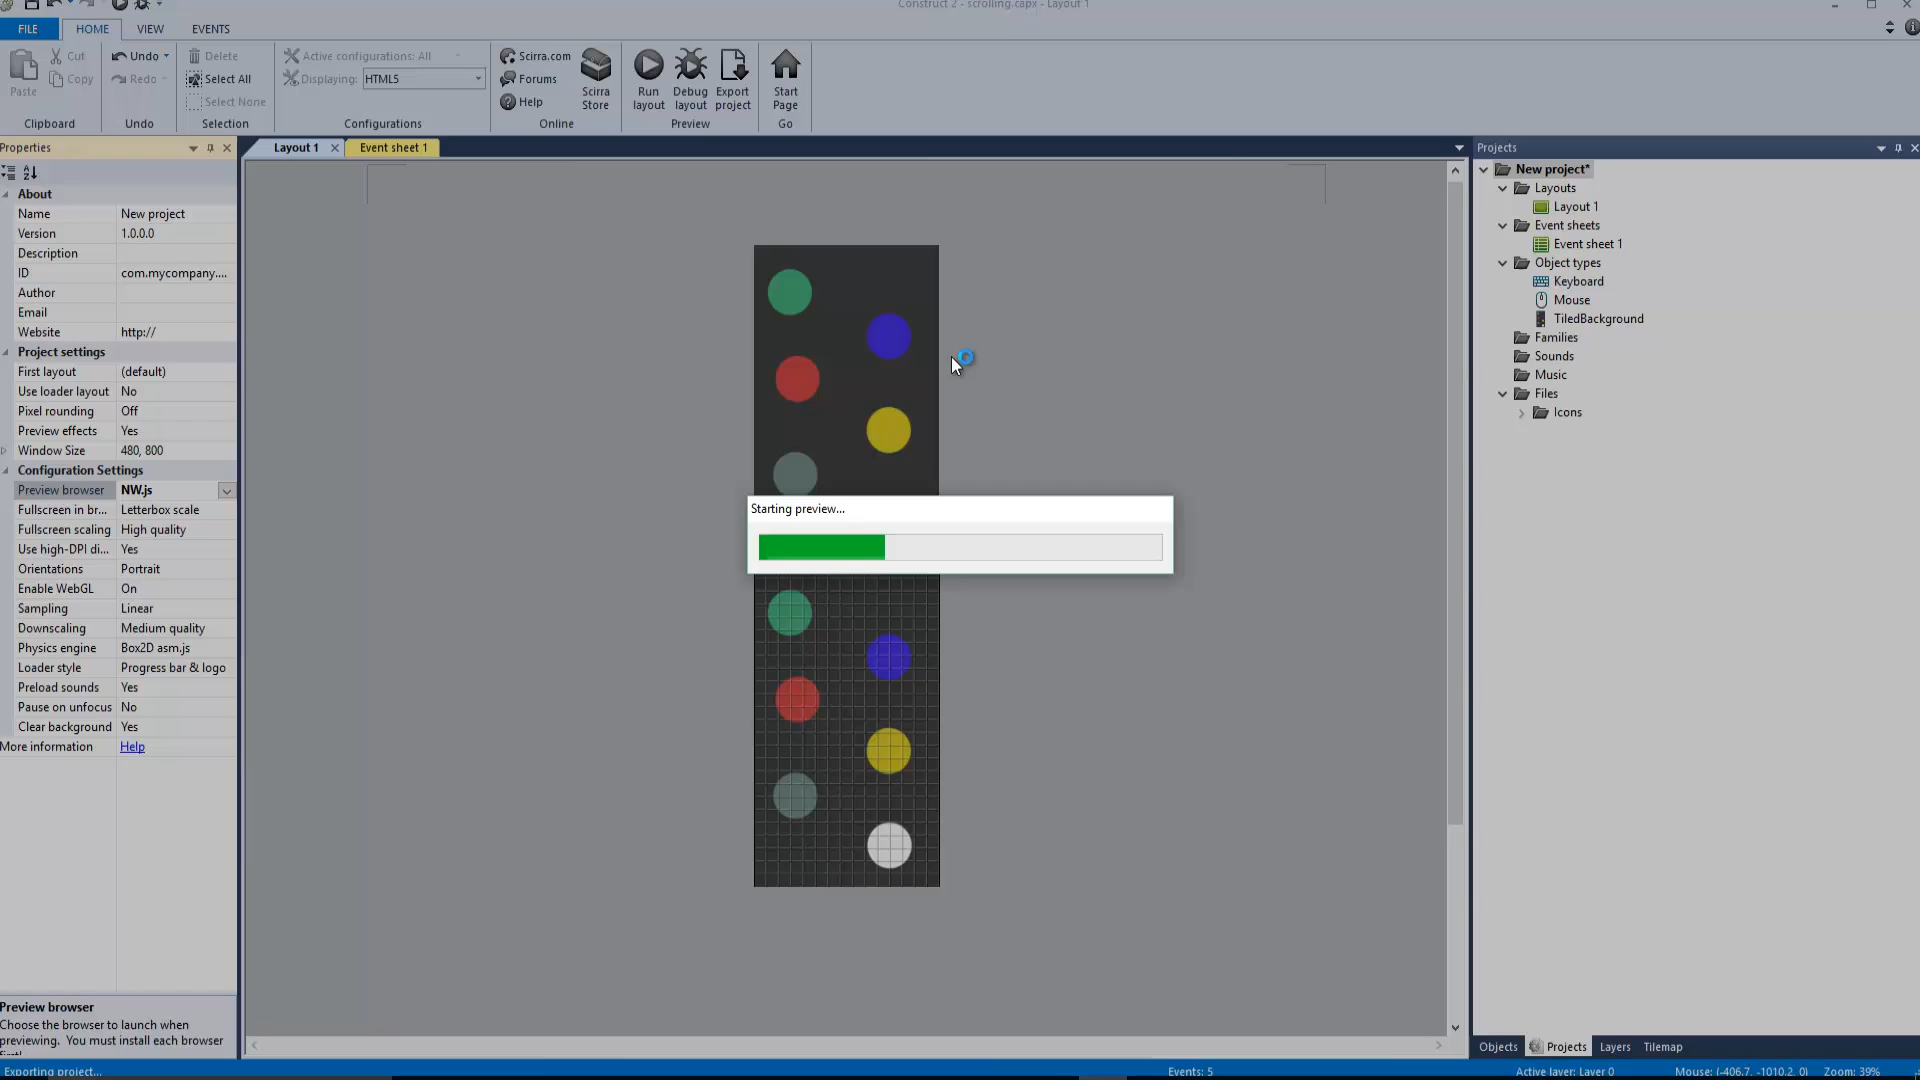 Construct 2 - scrolling.capx - Layout 1
FILE
HOME
VIEW
EVENTS
Paste
Cut
Copy
Clipboard
Undo
Redo
Undo
Delete
Select All
Select None
Selection
Active configurations: All
Displaying:
HTML5
Configurations
Scirra.com
Forums
Help
Scirra
Store
Online
Run
layout
Debug
layout
Export
project
Preview
Start
Page
Go
Properties
About
Name
New project
Version
1.0.0.0
Description
ID
com.mycompany....
Author
Email
Website
http://
Project settings
First layout
(default)
Use loader layout
No
Pixel rounding
Off
Preview effects
Yes
Window Size
480, 800
Configuration Settings
Preview browser
NW.js
Fullscreen in br...
Letterbox scale
Fullscreen scaling
High quality
Use high-DPI di...
Yes
Orientations
Portrait
Enable WebGL
On
Sampling
Linear
Downscaling
Medium quality
Physics engine
Box2D asm.js
Loader style
Progress bar & logo
Preload sounds
Yes
Pause on unfocus
No
Clear background
Yes
More information
Help
Preview browser
Choose the browser to launch when
previewing. You must install each browser
Layout 1
Event sheet 1
Starting preview...
Projects
New project*
Layouts
Layout 1
Event sheets
Event sheet 1
Object types
Keyboard
Mouse
TiledBackground
Families
Sounds
Music
Files
Icons
Objects
Projects
Layers
Tilemap
Exporting project...
Events: 5
Active layer: Layer 0
Mouse: (-406.7, -1010.2, 0)
Zoom: 39%